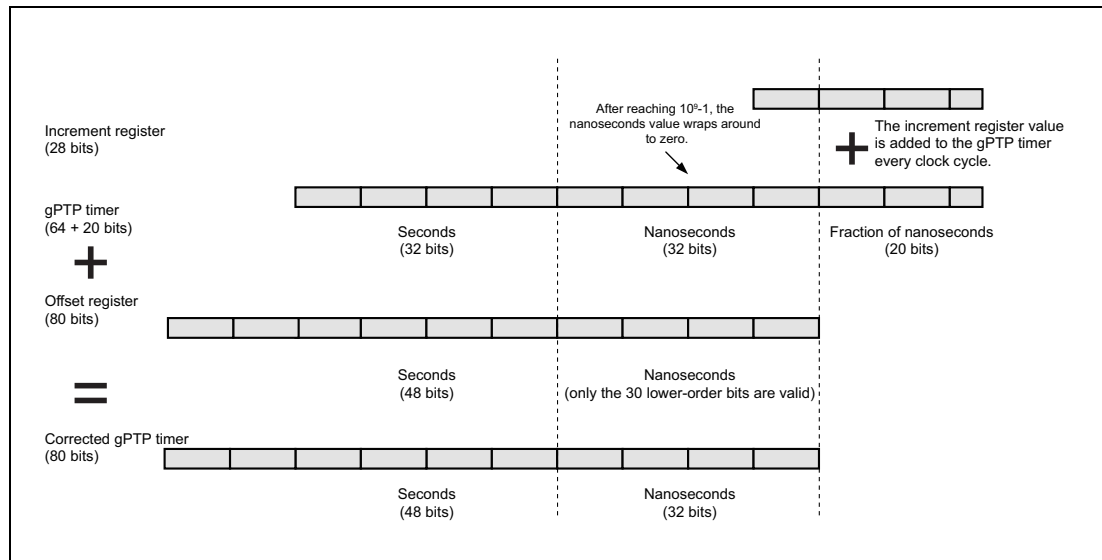 After reaching 10⁹-1, the
nanoseconds value wraps around
to zero.
Increment register
(28 bits)
The increment register value
is added to the gPTP timer
every clock cycle.
+
gPTP timer
(64 + 20 bits)
Seconds
(32 bits)
Nanoseconds
(32 bits)
Fraction of nanoseconds
(20 bits)
+
Offset register
(80 bits)
Seconds
(48 bits)
Nanoseconds
(only the 30 lower-order bits are valid)
=
Corrected gPTP timer
(80 bits)
Seconds
(48 bits)
Nanoseconds
(32 bits)